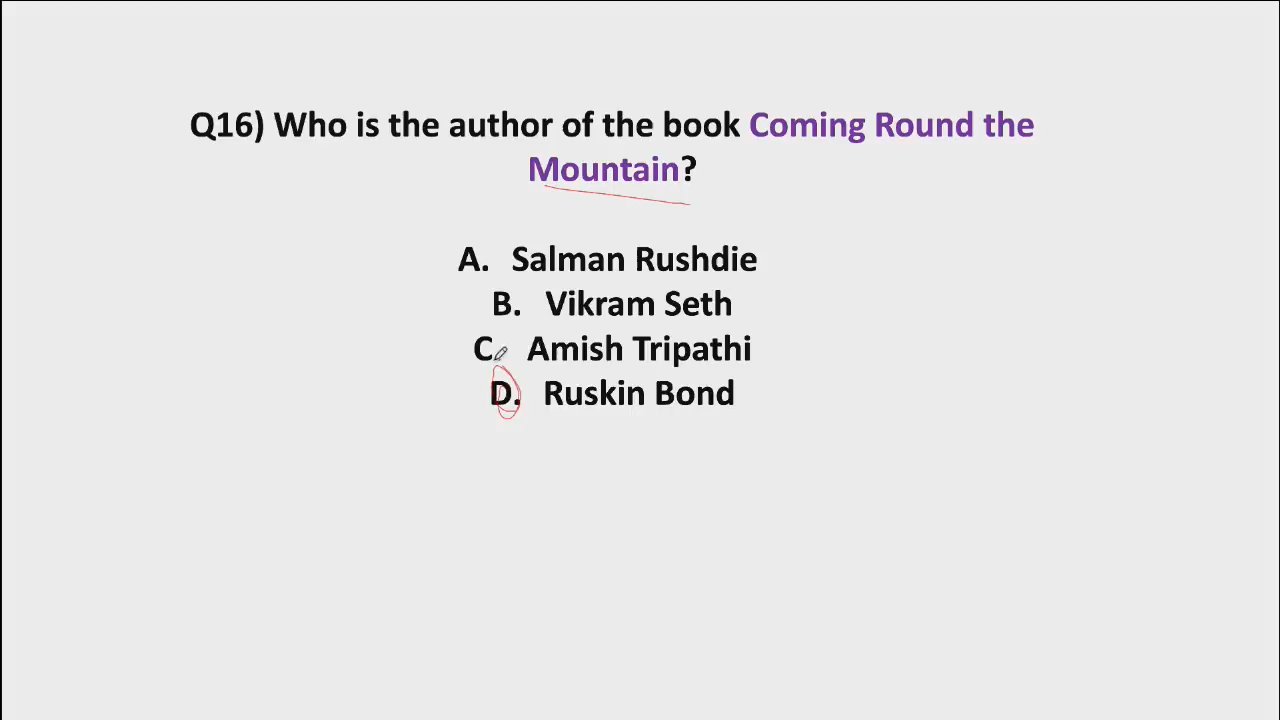 Q16) Who is the author of the book Coming Round the
Mountain?
A. Salman Rushdie
B. Vikram Seth
C. Amish Tripathi
D. Ruskin Bond